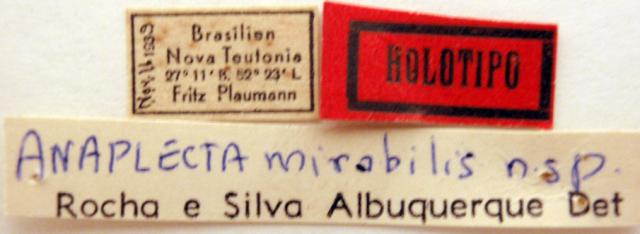 Brasilien
Nova Teutonia
27° 11' B. 52° 23' L
Fritz Plaumann
HOLOTIPO
ANAPLECTA mirabilis n.sp.
Rocha e Silva Albuquerque Det